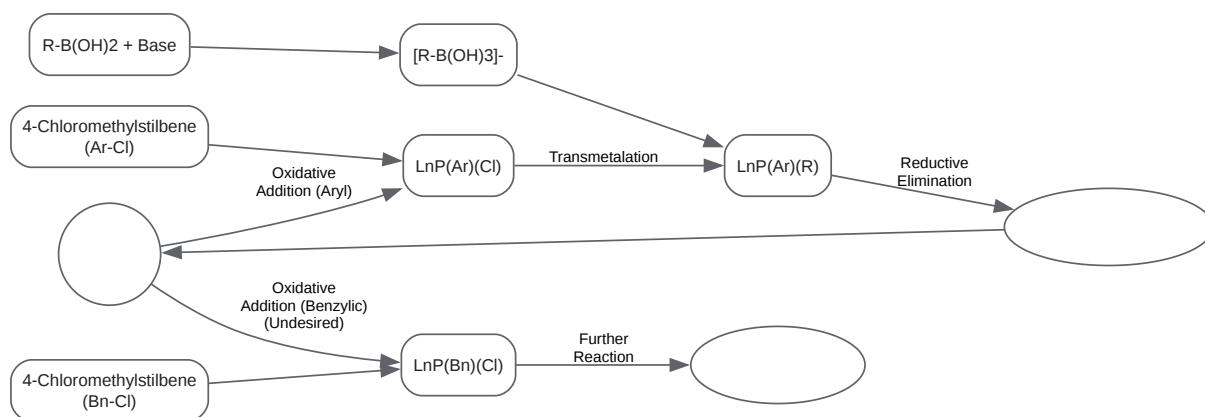 R-B(OH)2 + Base
[R-B(OH)3]-
4-Chloromethylstilbene
(Ar-Cl)
LnP(Ar)(Cl)
Transmetalation
LnP(Ar)(R)
Reductive
Elimination
Oxidative
Addition (Aryl)
Oxidative
Addition (Benzylic)
(Undesired)
4-Chloromethylstilbene
(Bn-Cl)
LnP(Bn)(Cl)
Further
Reaction